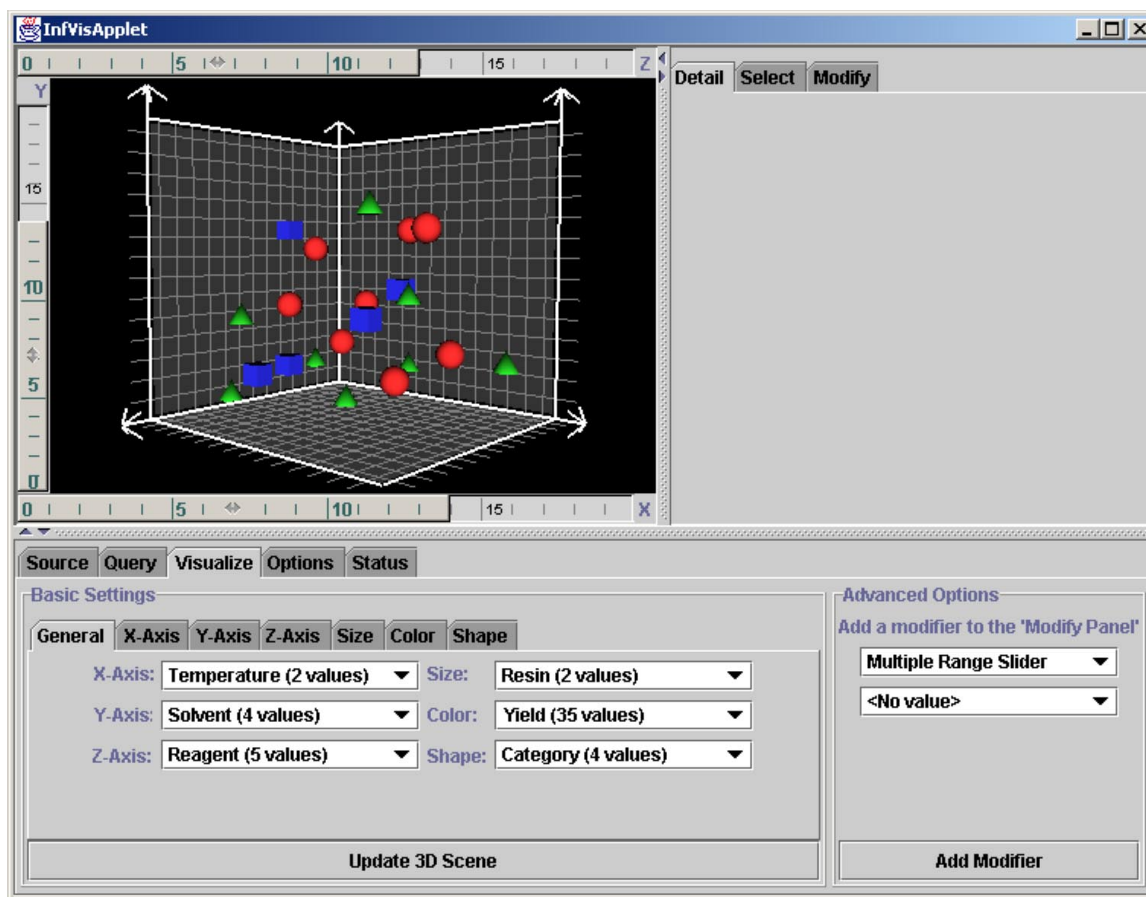 InfVisApplet
0 5 10 15 Z
Y
15
10
5
0
0 5 10 15 X
Detail Select Modify
Source Query Visualize Options Status
Basic Settings
General X-Axis Y-Axis Z-Axis Size Color Shape
X-Axis: Temperature (2 values) Size: Resin (2 values)
Y-Axis: Solvent (4 values) Color: Yield (35 values)
Z-Axis: Reagent (5 values) Shape: Category (4 values)
Update 3D Scene
Advanced Options
Add a modifier to the 'Modify Panel'
Multiple Range Slider
<No value>
Add Modifier